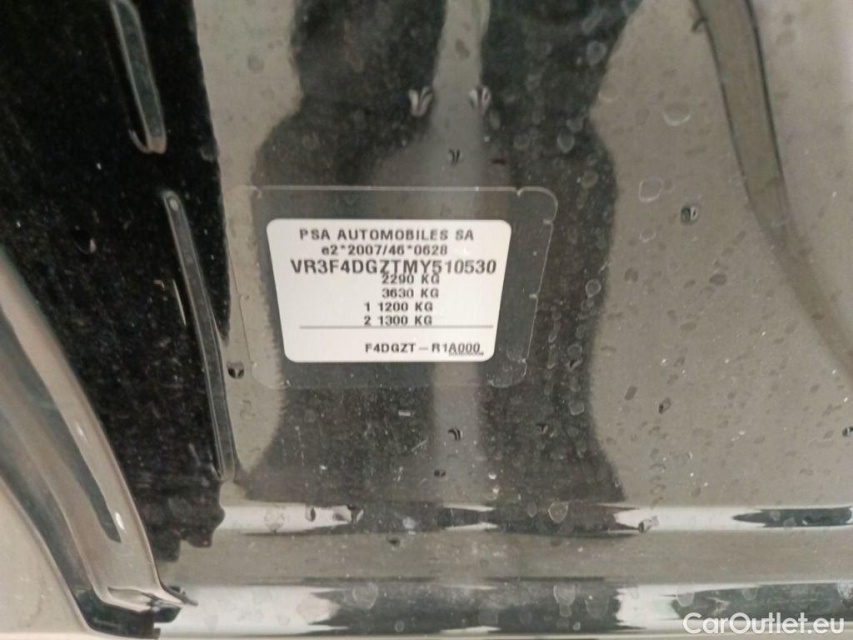 PSA AUTOMOBILES SA
e2*2007/46*0628
VR3F4DGZTMY510530
2290 KG
3630 KG
1 1200 KG
2 1300 KG
F4DGZT-R1A000
CarOutlet.eu